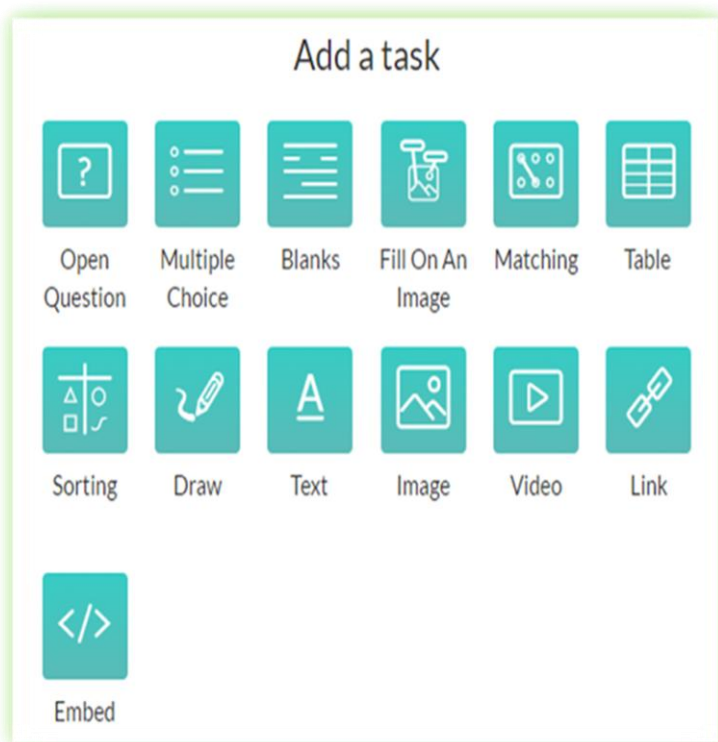 Add a task
Open Question
Multiple Choice
Blanks
Fill On An Image
Matching
Table
Sorting
Draw
Text
Image
Video
Link
Embed